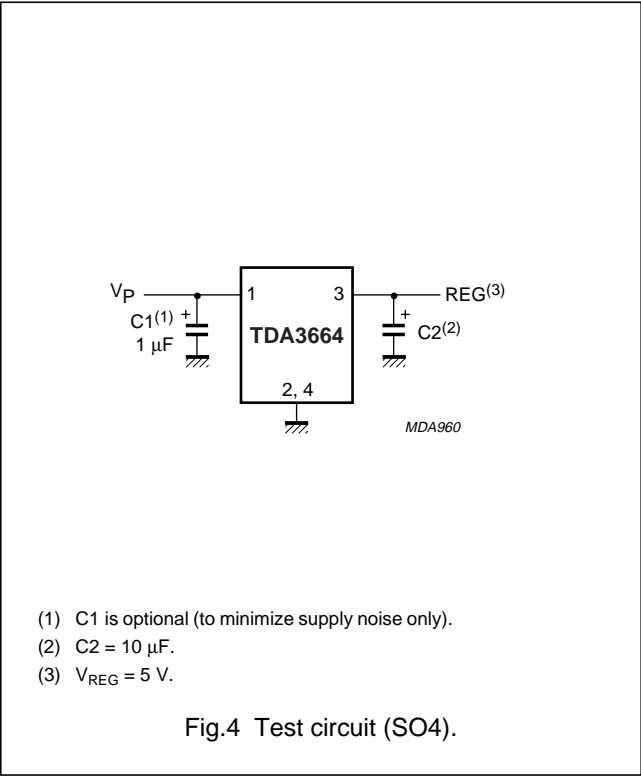 VP 1 3 REG(3)
C1(1) + + C2(2)
1 μF TDA3664
2, 4
MDA960
(1) C1 is optional (to minimize supply noise only).
(2) C2 = 10 μF.
(3) VREG = 5 V.
Fig.4 Test circuit (SO4).